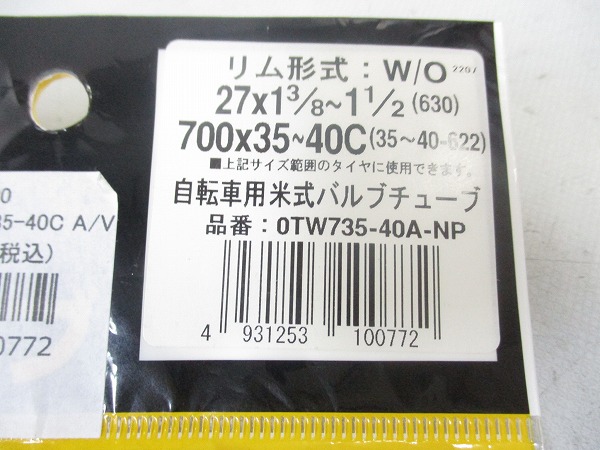 リム形式：W/O 2207
27x1 3/8~1 1/2 (630)
700x35~40C(35～40-622)
■上記サイズ範囲のタイヤに使用できます。
自転車用米式バルブチューブ
品番：0TW735-40A-NP
4 931253 100772
0
35-40C A/V
税込)
0772